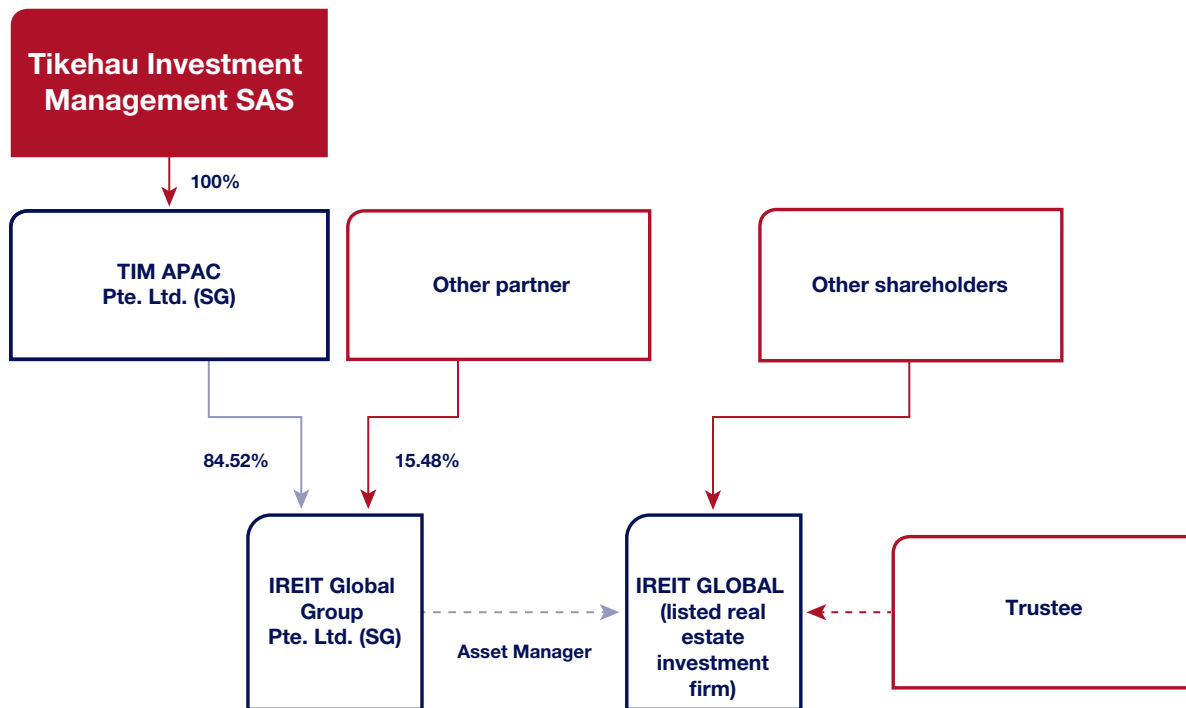 Tikehau Investment
Management SAS
100%
TIM APAC
Pte. Ltd. (SG)
Other partner
Other shareholders
84.52%
15.48%
IREIT Global
Group
Pte. Ltd. (SG)
Asset Manager
IREIT GLOBAL
(listed real
estate
investment
firm)
Trustee